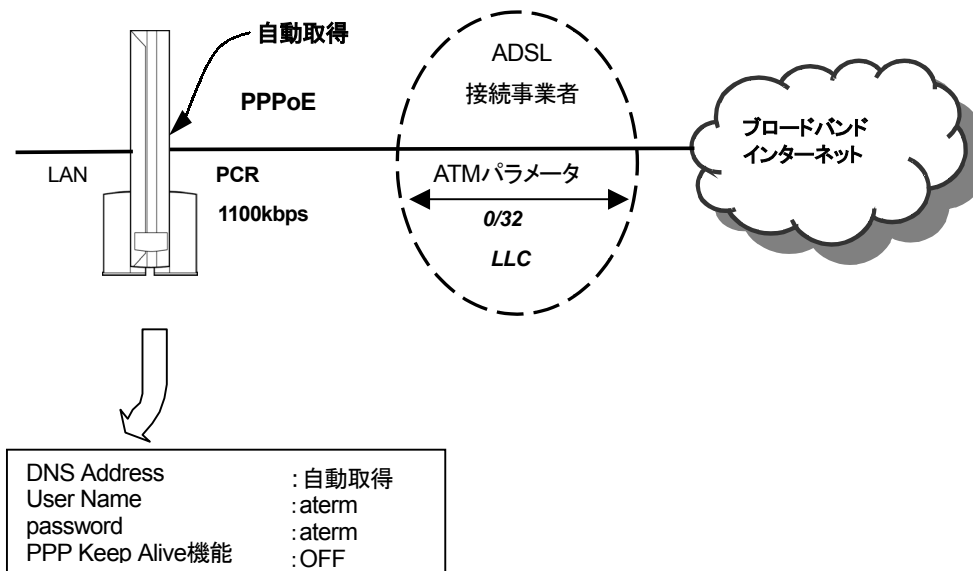 自動取得
PPPoE
ADSL
接続事業者
ブロードバンド
インターネット
LAN
PCR
1100kbps
ATMパラメータ
0/32
LLC
DNS Address :自動取得
User Name :aterm
password :aterm
PPP Keep Alive機能 :OFF